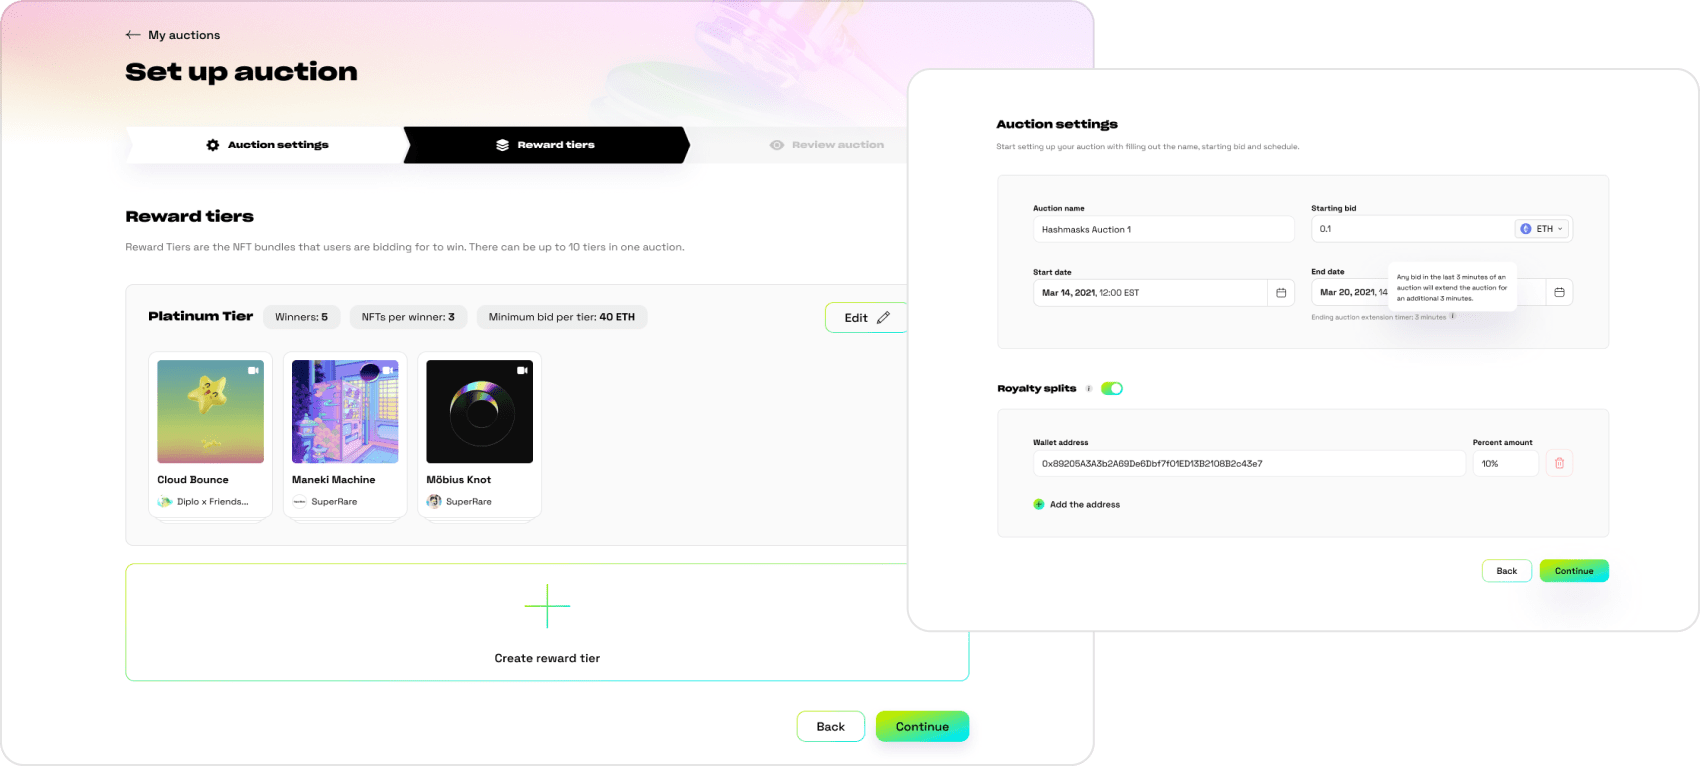 My auctions
Set up auction
Auction settings
Reward tiers
Review auction
Reward tiers
Reward Tiers are the NFT bundles that users are bidding for to win. There can be up to 10 tiers in one auction.
Platinum Tier
Winners: 5
NFTs per winner: 3
Minimum bid per tier: 40 ETH
Edit
Cloud Bounce
Diplo x Friends...
Maneki Machine
SuperRare
Möbius Knot
SuperRare
Create reward tier
Back
Continue
Auction settings
Start setting up your auction with filling out the name, starting bid and schedule.
Auction name
Hashmasks Auction 1
Starting bid
0.1
ETH
Start date
Mar 14, 2021, 12:00 EST
End date
Mar 20, 2021, 14
Any bid in the last 3 minutes of an
auction will extend the auction for
an additional 3 minutes.
Ending auction extension timer: 3 minutes
Royalty splits
Wallet address
0x89205A3A3b2A69De6Dbf7f01ED13B2108B2c43e7
Percent amount
10%
Add the address
Back
Continue